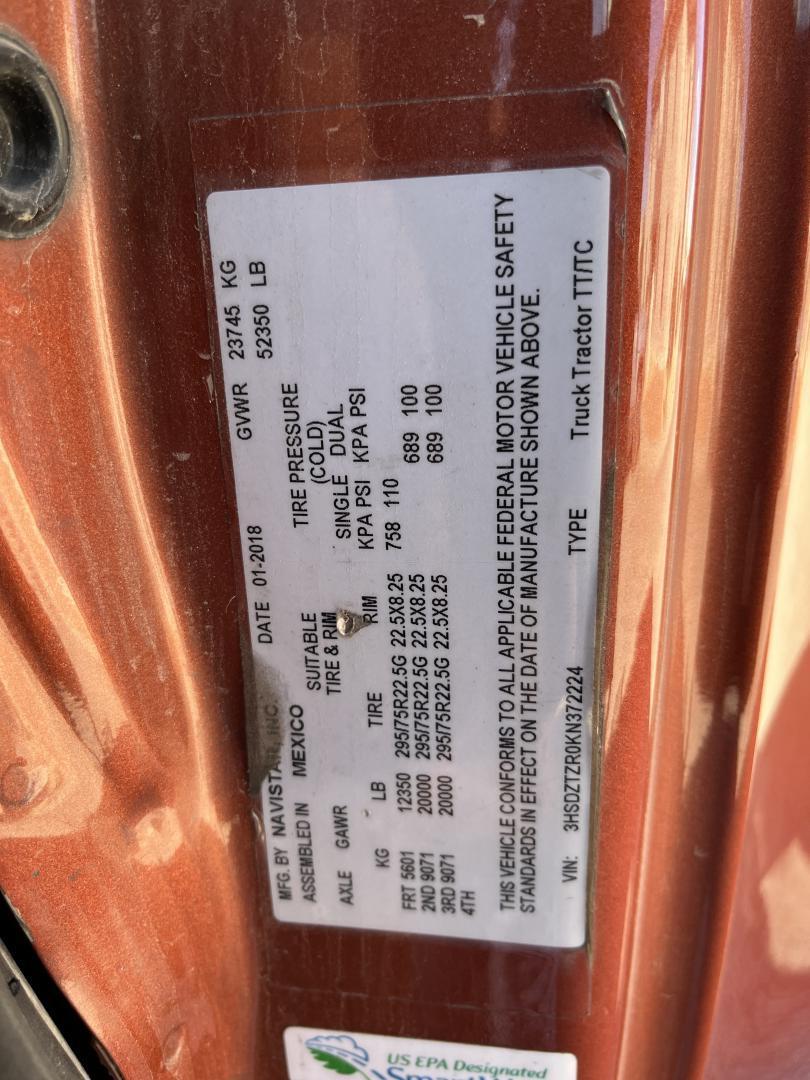 MFG. BY NAVISTAR, INC. DATE 01-2018 GVWR 23745 KG
ASSEMBLED IN MEXICO 52350 LB
SUITABLE TIRE PRESSURE
AXLE GAWR TIRE & RIM (COLD)
SINGLE DUAL
KG LB TIRE RIM KPA PSI KPA PSI
FRT 5601 12350 295/75R22.5G 22.5X8.25 758 110
2ND 9071 20000 295/75R22.5G 22.5X8.25 689 100
3RD 9071 20000 295/75R22.5G 22.5X8.25 689 100
4TH
THIS VEHICLE CONFORMS TO ALL APPLICABLE FEDERAL MOTOR VEHICLE SAFETY
STANDARDS IN EFFECT ON THE DATE OF MANUFACTURE SHOWN ABOVE.
VIN: 3HSDZTZR0KN372224 TYPE Truck Tractor TT/TC
US EPA Designated